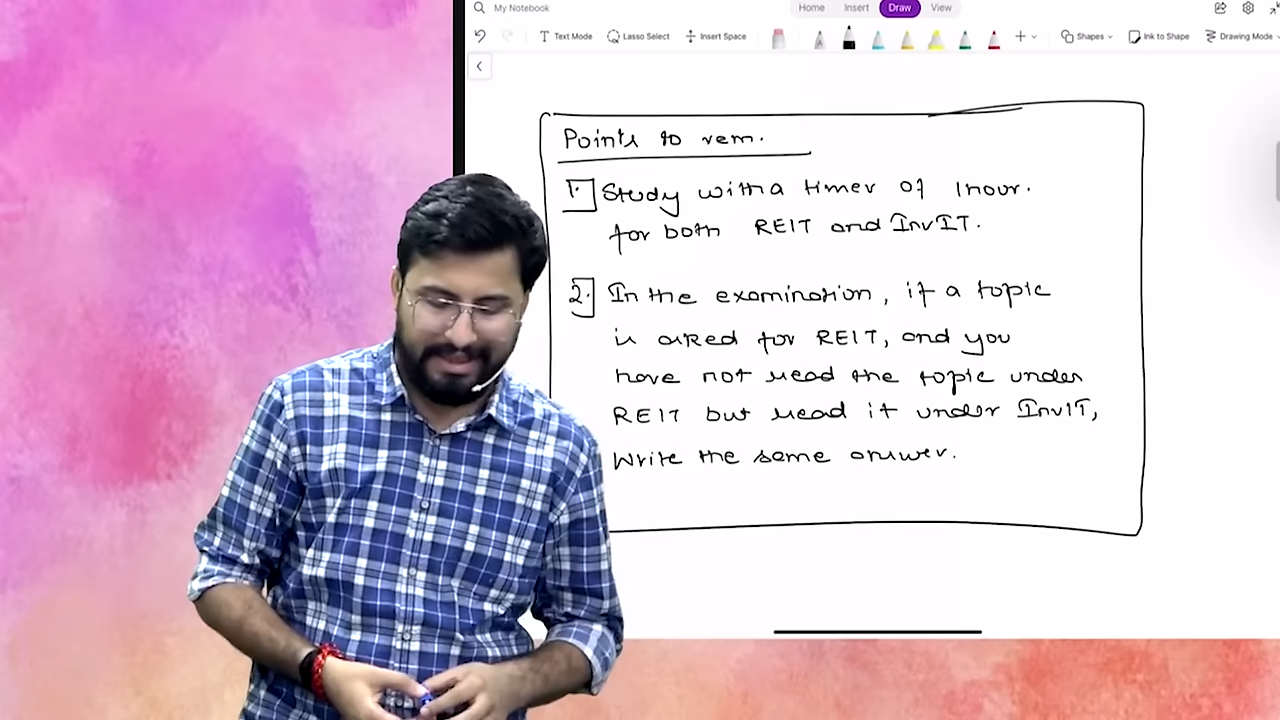 My Notebook
Home Insert Draw View
Text Mode Lasso Select Insert Space Shapes Ink to Shape Drawing Mode
Points to rem.
1. Study with a timer of 1 hour.
for both REIT and InvIT.
2. In the examination, if a topic
is asked for REIT, and you
have not read the topic under
REIT but read it under InvIT,
Write the same answer.